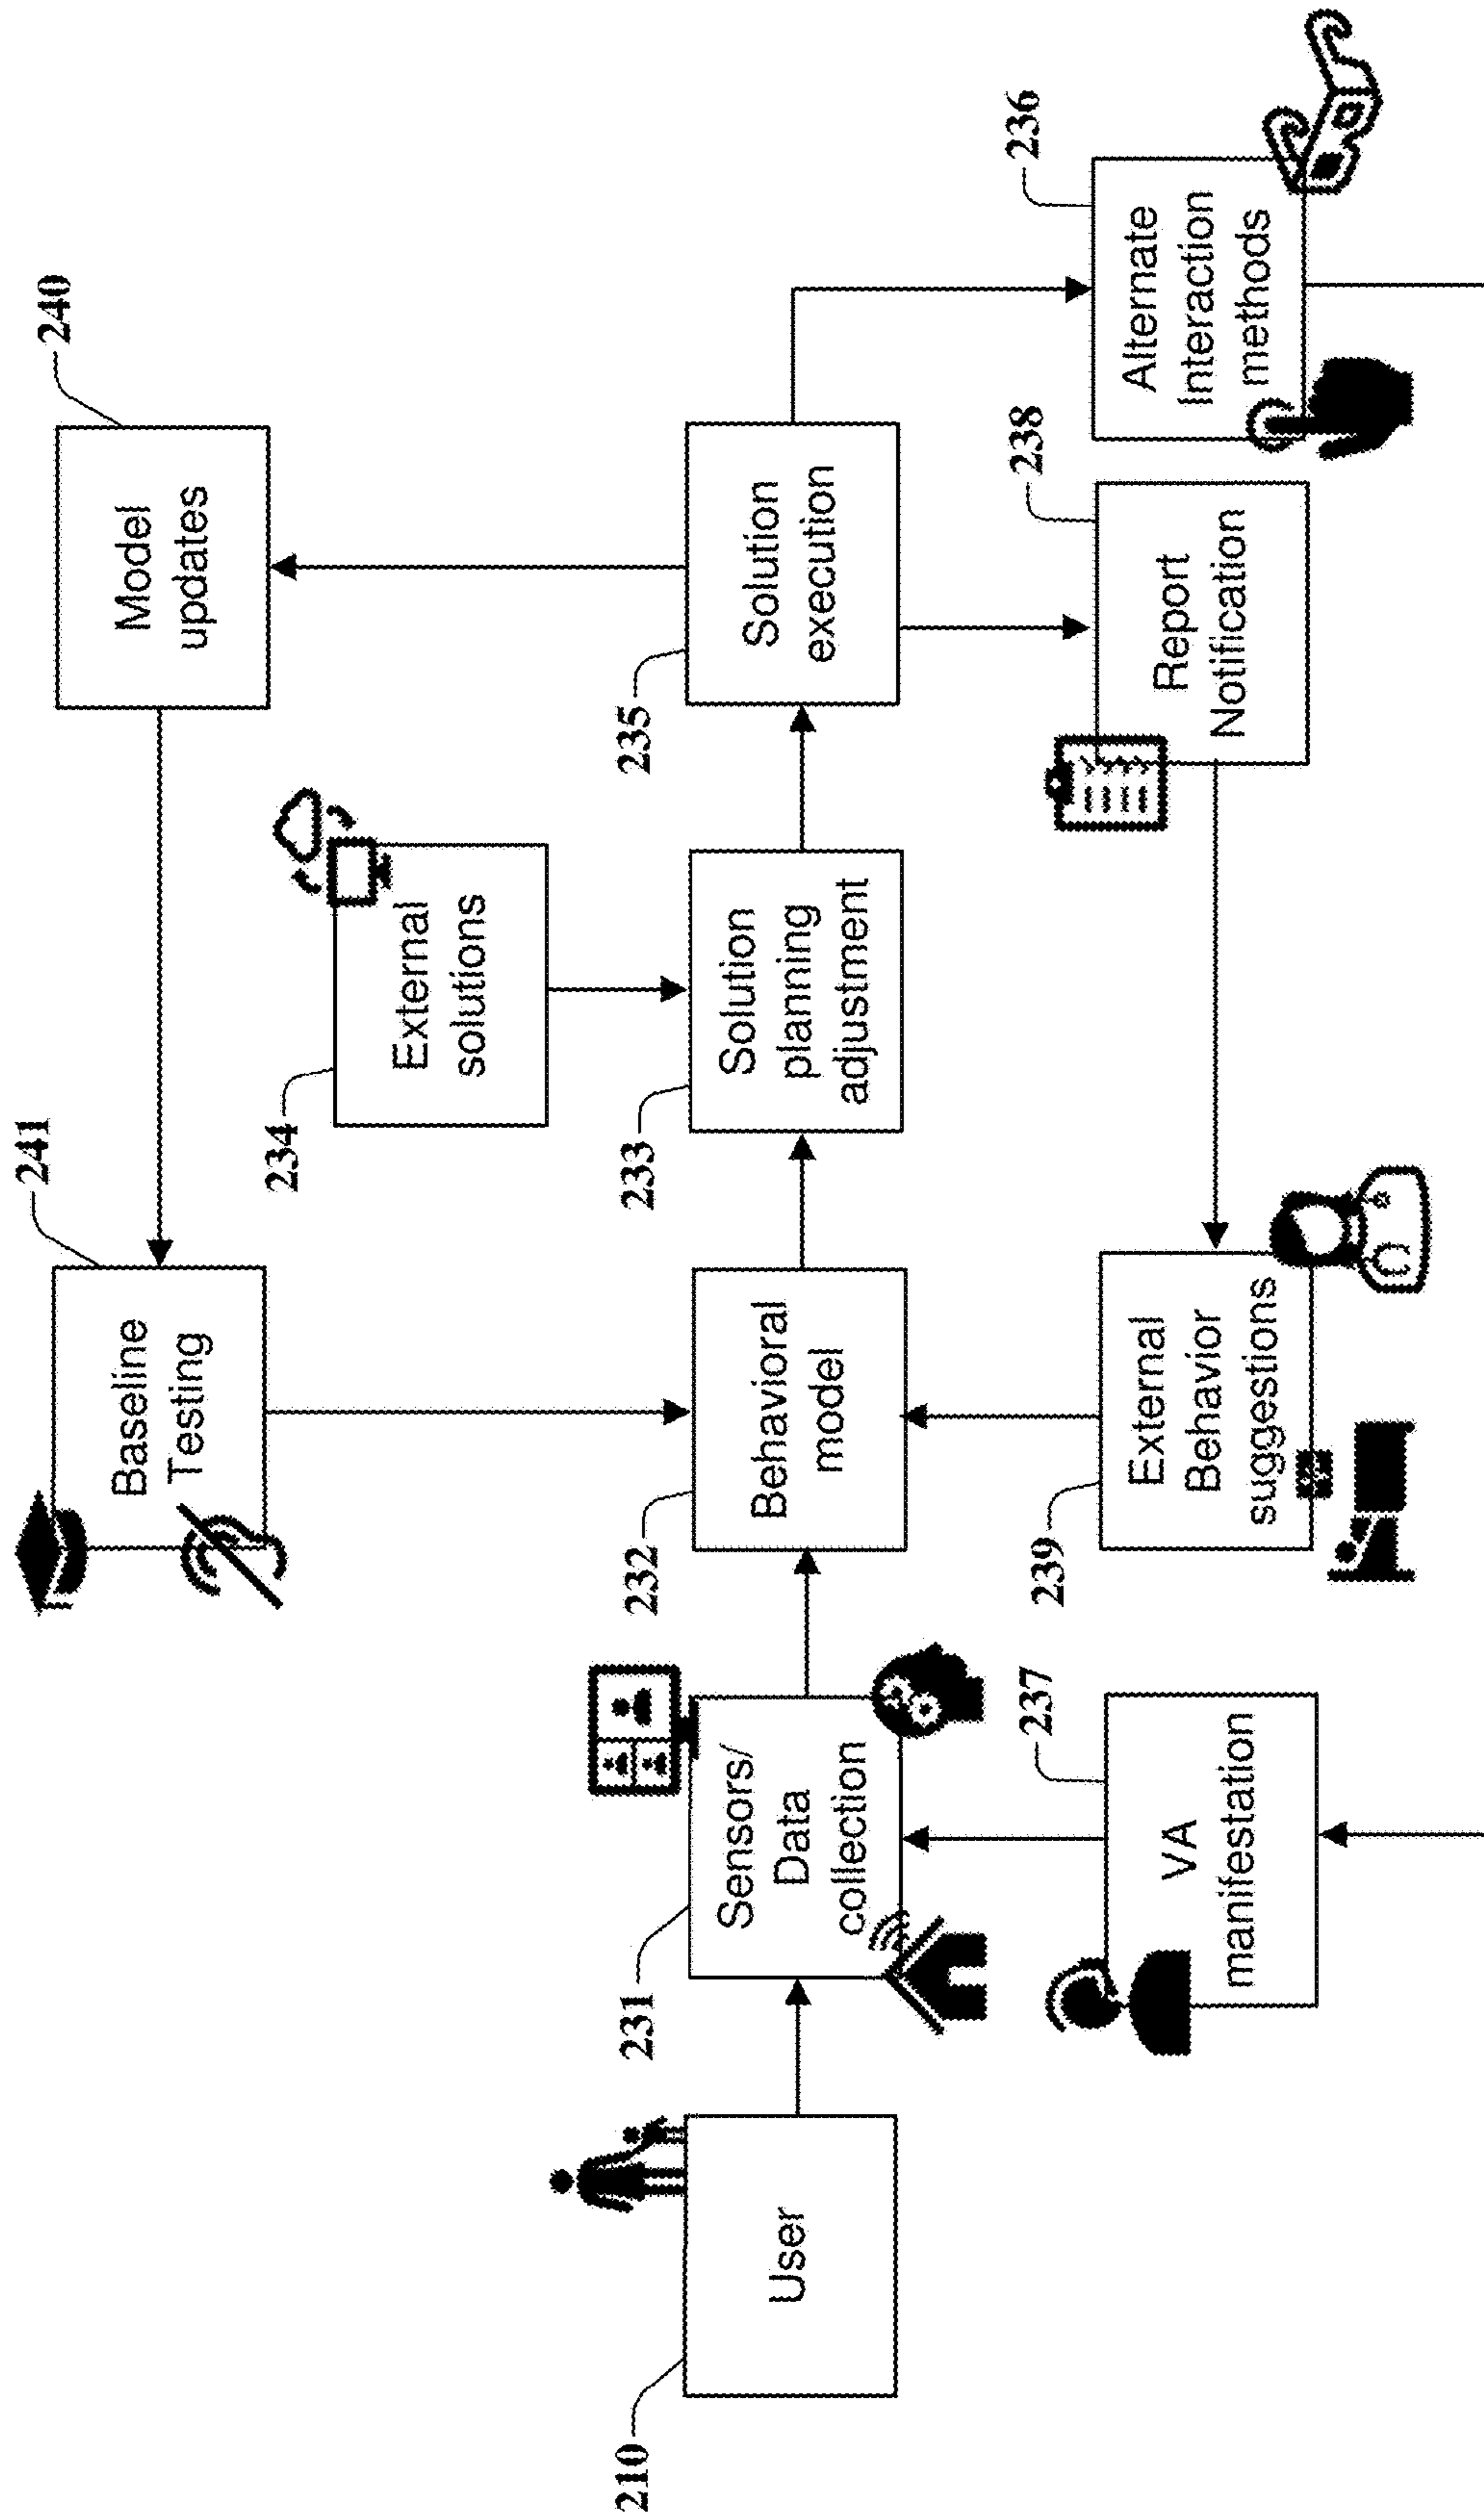 241
240
Baseline
Testing
Model
updates
234
External
solutions
210
User
231
Sensors/
Data
collection
232
Behavioral
model
233
Solution
planning
adjustment
235
Solution
execution
237
VA
manifestation
239
External
Behavior
suggestions
238
Report
Notification
236
Alternate
Interaction
methods